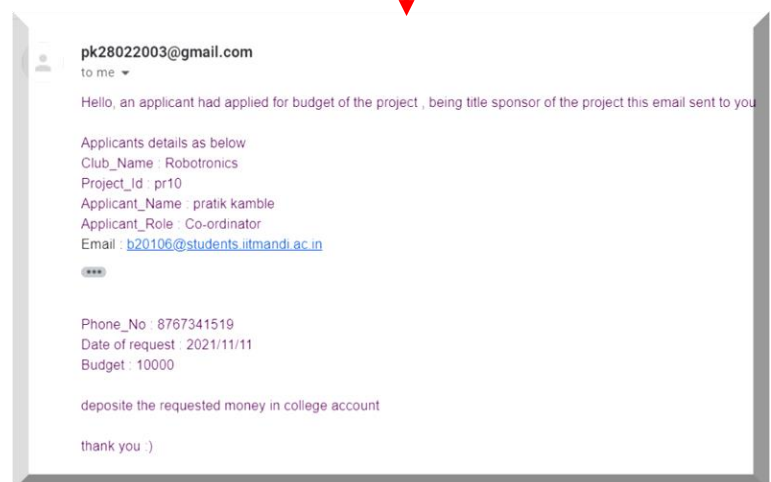 pk28022003@gmail.com
to me
Hello, an applicant had applied for budget of the project , being title sponsor of the project this email sent to you
Applicants details as below
Club_Name : Robotronics
Project_Id : pr10
Applicant_Name : pratik kamble
Applicant_Role : Co-ordinator
Email : b20106@students.iitmandi.ac.in
Phone_No : 8767341519
Date of request : 2021/11/11
Budget : 10000
deposite the requested money in college account
thank you :)